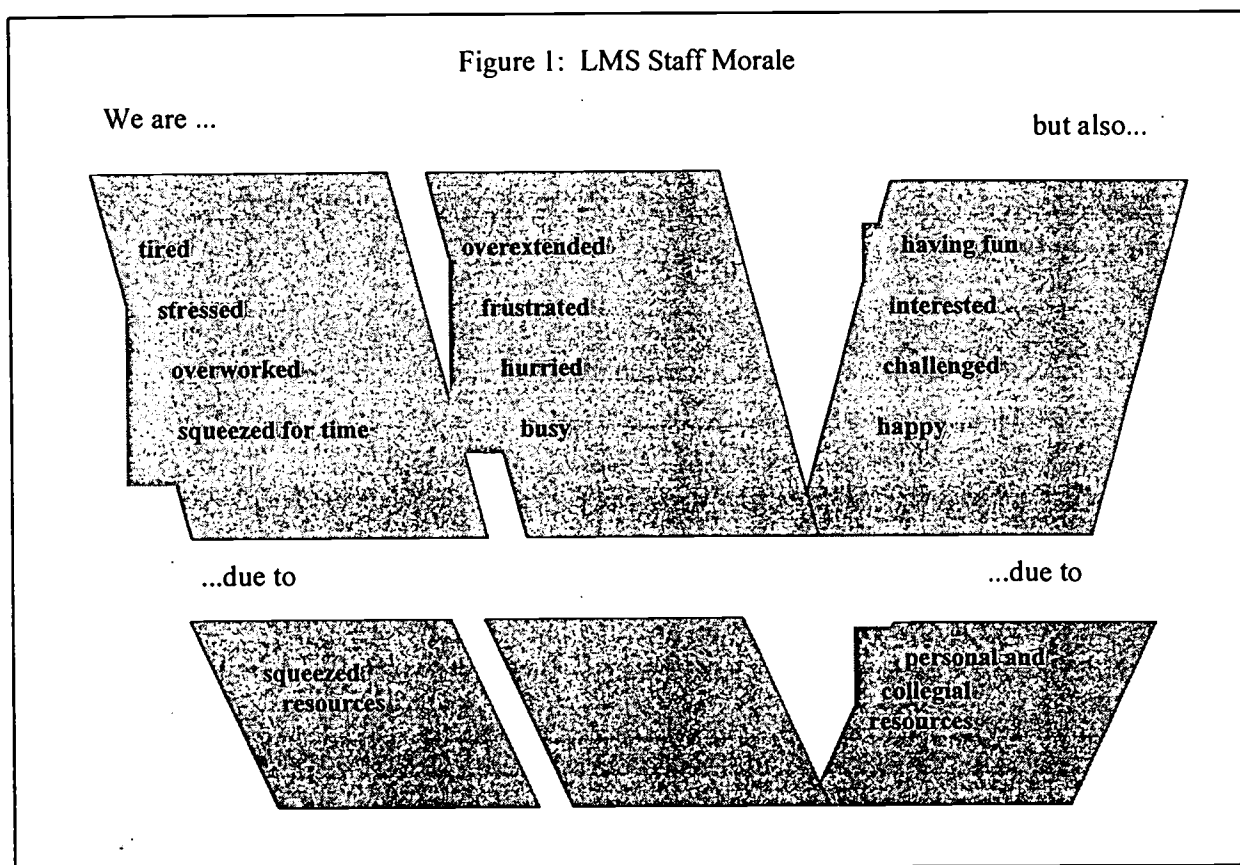 Figure 1: LMS Staff Morale
We are ...
but also...
tired
stressed
overworked
squeezed for time
overextended
frustrated
hurried
busy
having fun
interested
challenged
happy
...due to
...due to
squeezed
resources
personal and
collegial
resources